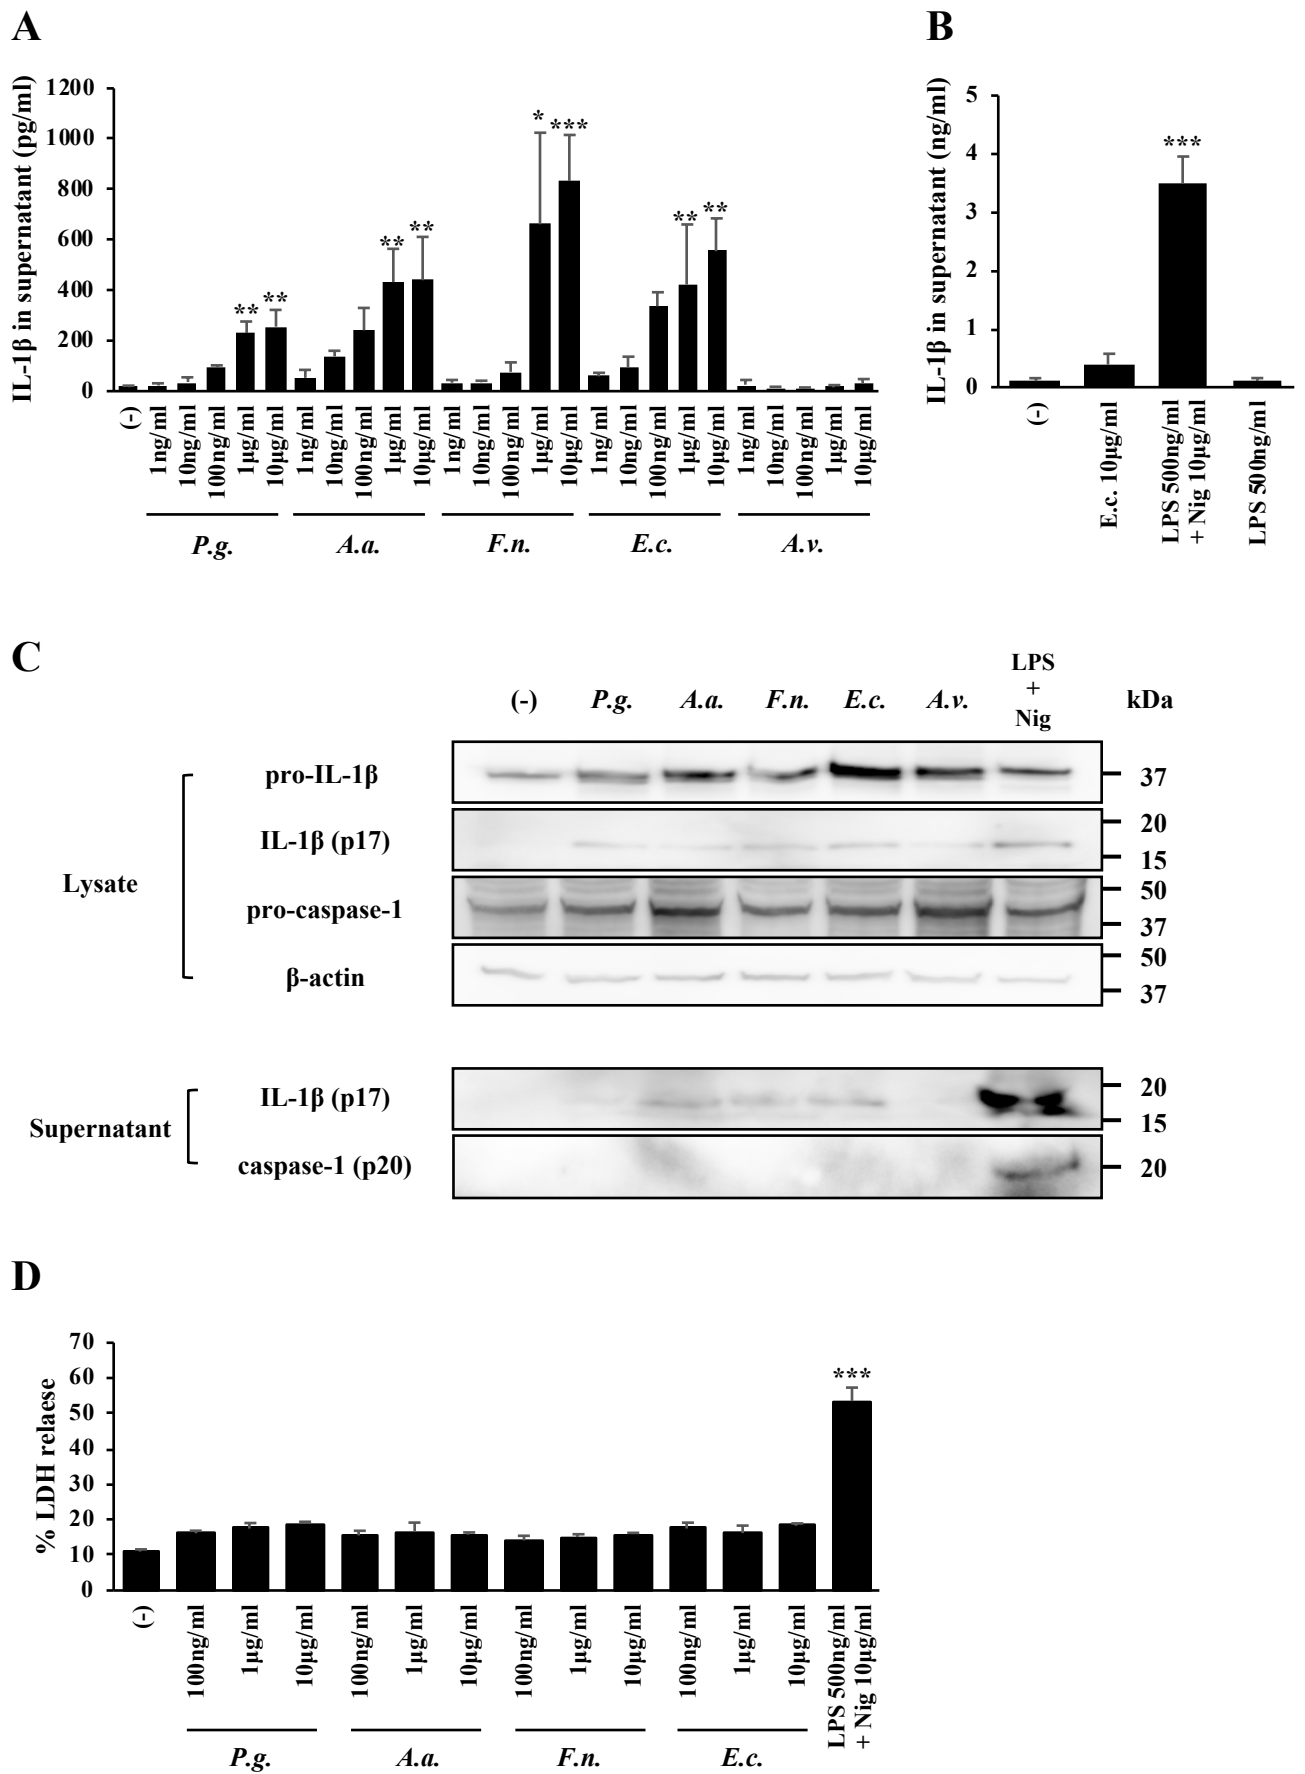 A
IL-1β in supernatant (pg/ml)
1200
1000
800
600
400
200
0
* ***
** **
** **
** **
(-)
1ng/ml
10ng/ml
100ng/ml
1μg/ml
10μg/ml
1ng/ml
10ng/ml
100ng/ml
1μg/ml
10μg/ml
1ng/ml
10ng/ml
100ng/ml
1μg/ml
10μg/ml
1ng/ml
10ng/ml
100ng/ml
1μg/ml
10μg/ml
1ng/ml
10ng/ml
100ng/ml
1μg/ml
10μg/ml
P.g. A.a. F.n. E.c. A.v.
B
IL-1β in supernatant (ng/ml)
5
4
3
2
1
0
***
(-)
E.c. 10μg/ml
LPS 500ng/ml
+ Nig 10μg/ml
LPS 500ng/ml
C
(-) P.g. A.a. F.n. E.c. A.v.
LPS
+
Nig
kDa
Lysate
pro-IL-1β
37
IL-1β (p17)
20
15
pro-caspase-1
50
37
β-actin
50
37
Supernatant
IL-1β (p17)
20
15
caspase-1 (p20)
20
D
% LDH relaese
70
60
50
40
30
20
10
0
***
(-)
100ng/ml
1μg/ml
10μg/ml
100ng/ml
1μg/ml
10μg/ml
100ng/ml
1μg/ml
10μg/ml
100ng/ml
1μg/ml
10μg/ml
LPS 500ng/ml
+ Nig 10μg/ml
P.g. A.a. F.n. E.c.